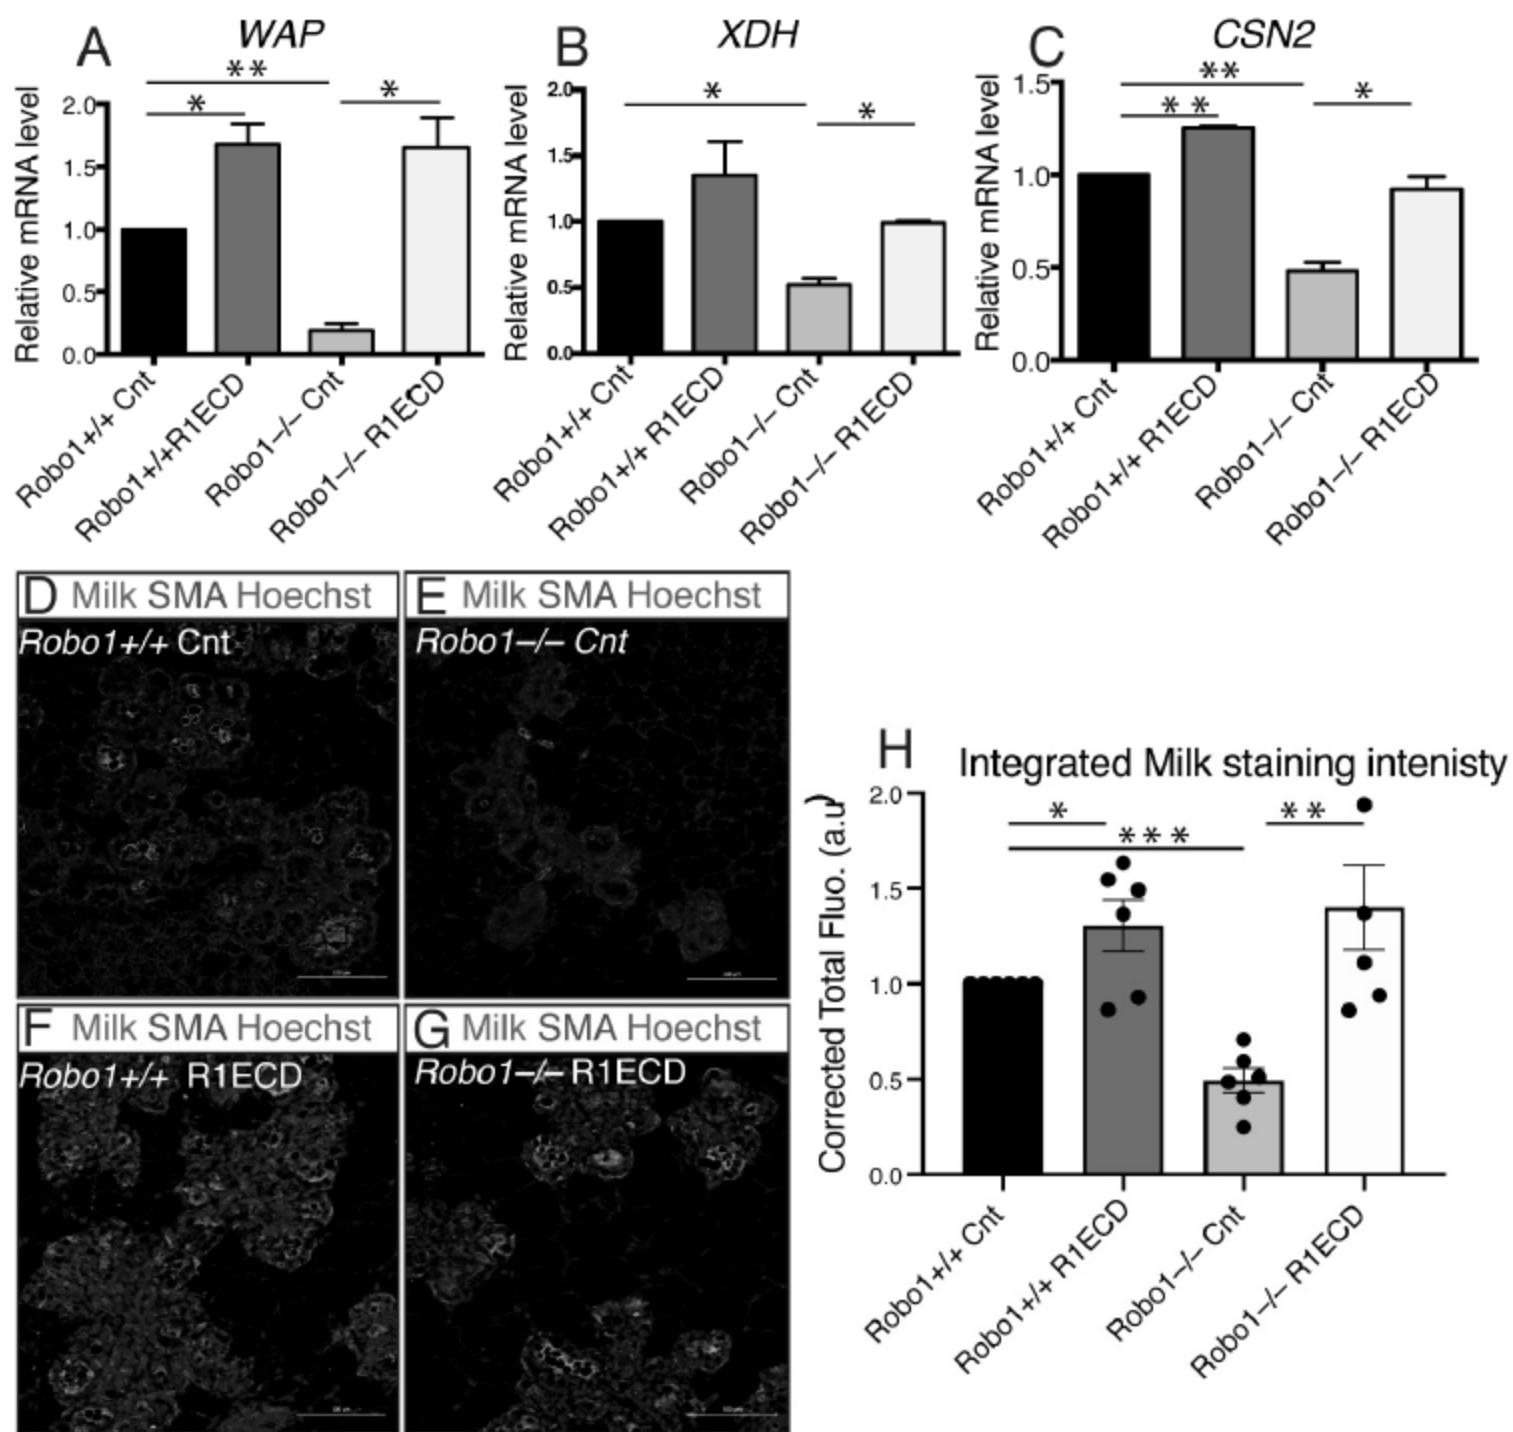 A WAP
**
*
*
Relative mRNA level
2.0
1.5
1.0
0.5
0.0
Robo1+/+ Cnt
Robo1+/+R1ECD
Robo1–/– Cnt
Robo1–/– R1ECD
B XDH
*
*
Relative mRNA level
2.0
1.5
1.0
0.5
0.0
Robo1+/+ Cnt
Robo1+/+ R1ECD
Robo1–/– Cnt
Robo1–/– R1ECD
C CSN2
**
* *
*
Relative mRNA level
1.5
1.0
0.5
0.0
Robo1+/+ Cnt
Robo1+/+ R1ECD
Robo1–/– Cnt
Robo1–/– R1ECD
D Milk SMA Hoechst
Robo1+/+ Cnt
E Milk SMA Hoechst
Robo1–/– Cnt
F Milk SMA Hoechst
Robo1+/+ R1ECD
G Milk SMA Hoechst
Robo1–/– R1ECD
H
Integrated Milk staining intenisty
*
* * *
* *
Corrected Total Fluo. (a.u)
2.0
1.5
1.0
0.5
0.0
Robo1+/+ Cnt
Robo1+/+ R1ECD
Robo1–/– Cnt
Robo1–/– R1ECD